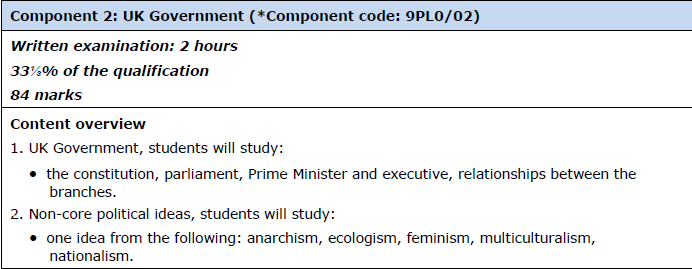 Component 2: UK Government (*Component code: 9PL0/02)
Written examination: 2 hours
33⅓% of the qualification
84 marks
Content overview
1. UK Government, students will study:
● the constitution, parliament, Prime Minister and executive, relationships between the
branches.
2. Non-core political ideas, students will study:
● one idea from the following: anarchism, ecologism, feminism, multiculturalism,
nationalism.